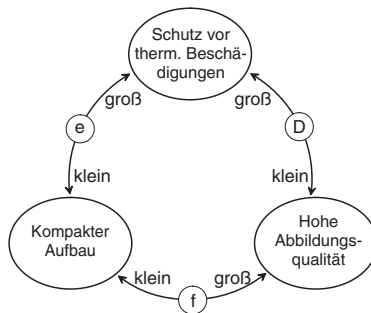 Schutz vor
therm. Beschä-
digungen
groß
groß
e
D
klein
klein
Kompakter
Aufbau
Hohe
Abbildungs-
qualität
klein
groß
f